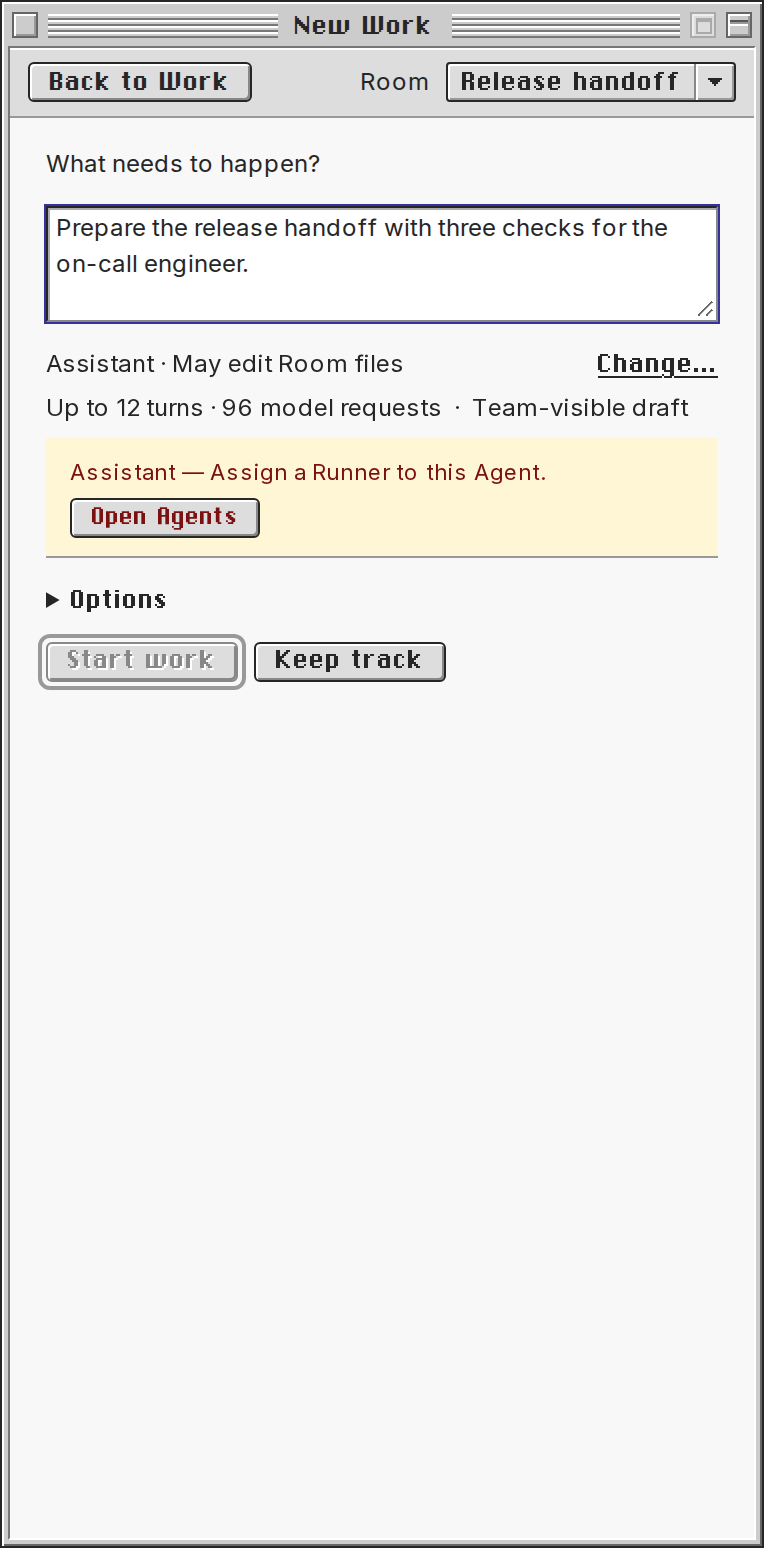 New Work
Back to Work
Room
Release handoff
What needs to happen?
Prepare the release handoff with three checks for the
on-call engineer.
Assistant · May edit Room files
Change...
Up to 12 turns · 96 model requests · Team-visible draft
Assistant — Assign a Runner to this Agent.
Open Agents
Options
Start work
Keep track